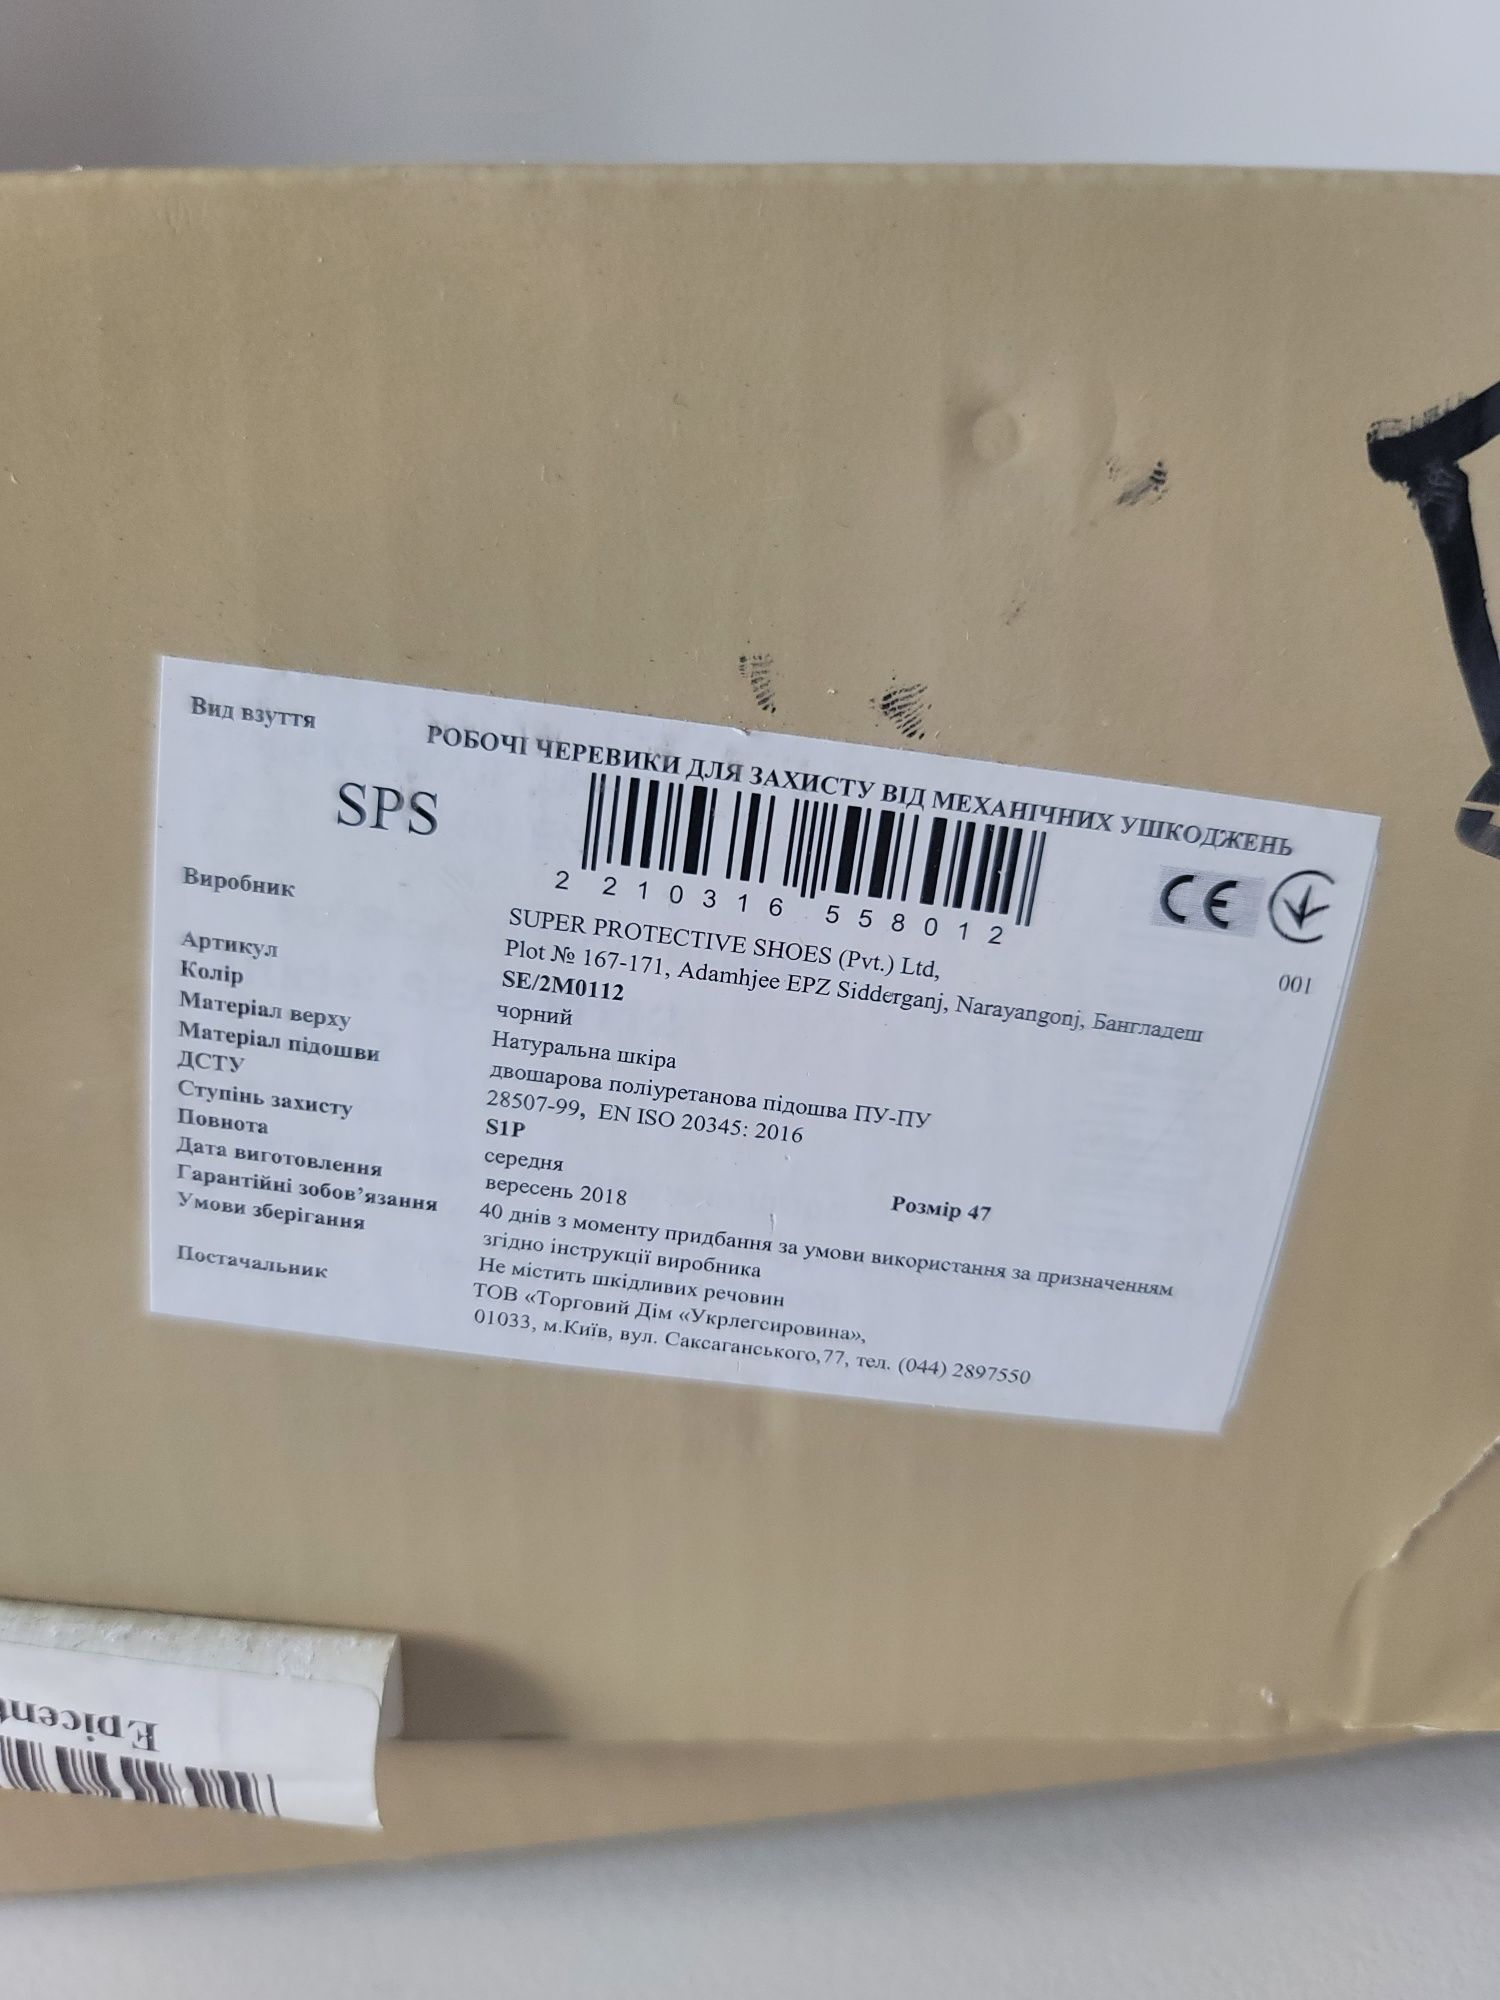 Вид взуття РОБОЧІ ЧЕРЕВИКИ ДЛЯ ЗАХИСТУ ВІД МЕХАНІЧНИХ УШКОДЖЕНЬ
SPS
2 210316 558012
CE
001
Виробник SUPER PROTECTIVE SHOES (Pvt.) Ltd,
Plot № 167-171, Adamhjee EPZ Sidderganj, Narayangonj, Бангладеш
Артикул SE/2M0112
Колір чорний
Матеріал верху Натуральна шкіра
Матеріал підошви двошарова поліуретанова підошва ПУ-ПУ
ДСТУ 28507-99, EN ISO 20345: 2016
Ступінь захисту S1P
Повнота середня Розмір 47
Дата виготовлення вересень 2018
Гарантійні зобов’язання 40 днів з моменту придбання за умови використання за призначенням
згідно інструкції виробника
Умови зберігання Не містить шкідливих речовин
Постачальник ТОВ «Торговий Дім «Укрлегсировина»,
01033, м.Київ, вул. Саксаганського,77, тел. (044) 2897550
Epicent